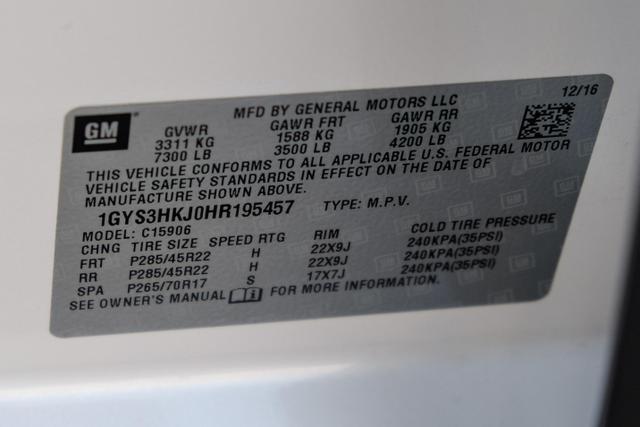 GM
MFD BY GENERAL MOTORS LLC 12/16
GVWR GAWR FRT GAWR RR
3311 KG 1588 KG 1905 KG
7300 LB 3500 LB 4200 LB
THIS VEHICLE CONFORMS TO ALL APPLICABLE U.S. FEDERAL MOTOR
VEHICLE SAFETY STANDARDS IN EFFECT ON THE DATE OF
MANUFACTURE SHOWN ABOVE.
1GYS3HKJ0HR195457 TYPE: M.P.V.
MODEL: C15906
CHNG TIRE SIZE SPEED RTG RIM COLD TIRE PRESSURE
FRT P285/45R22 H 22X9J 240KPA(35PSI)
RR P285/45R22 H 22X9J 240KPA(35PSI)
SPA P265/70R17 S 17X7J 240KPA(35PSI)
SEE OWNER'S MANUAL FOR MORE INFORMATION.